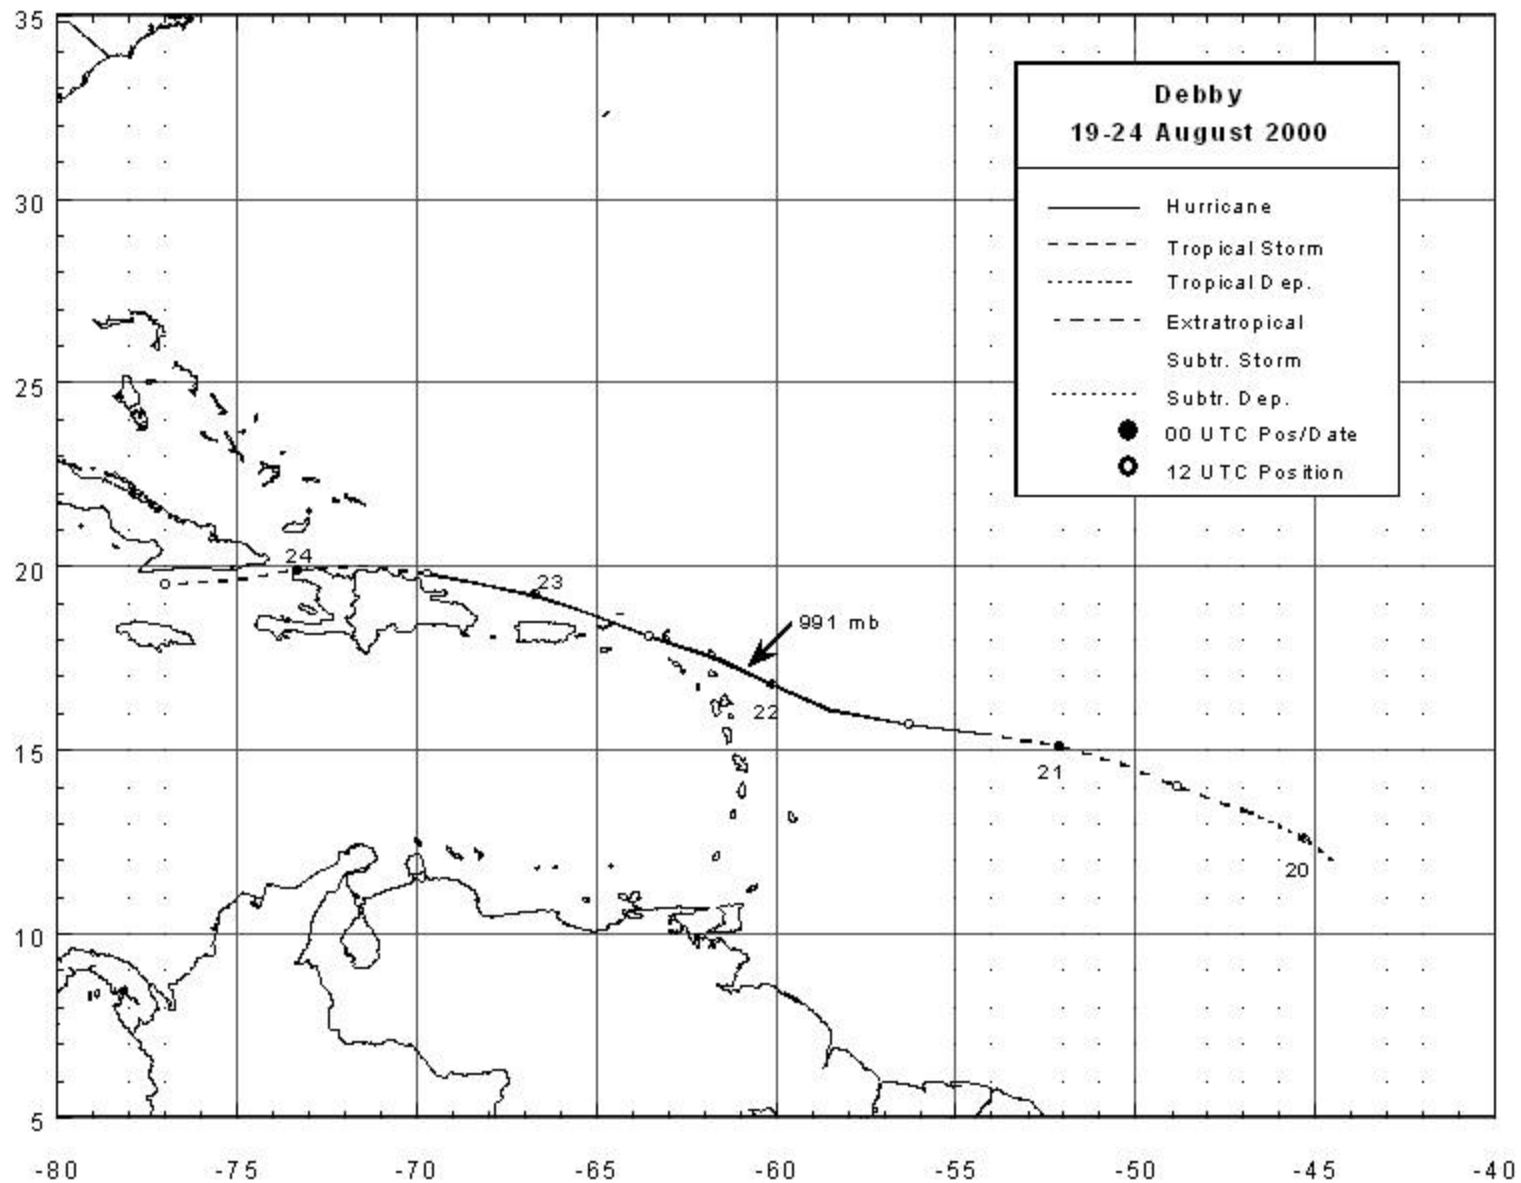 35
30
25
20
15
10
5
-80 -75 -70 -65 -60 -55 -50 -45 -40
Debby
19-24 August 2000
Hurricane
Tropical Storm
Tropical Dep.
Extratropical
Subtr. Storm
Subtr. Dep.
00 UTC Pos/Date
12 UTC Position
24
23
991 mb
22
21
20